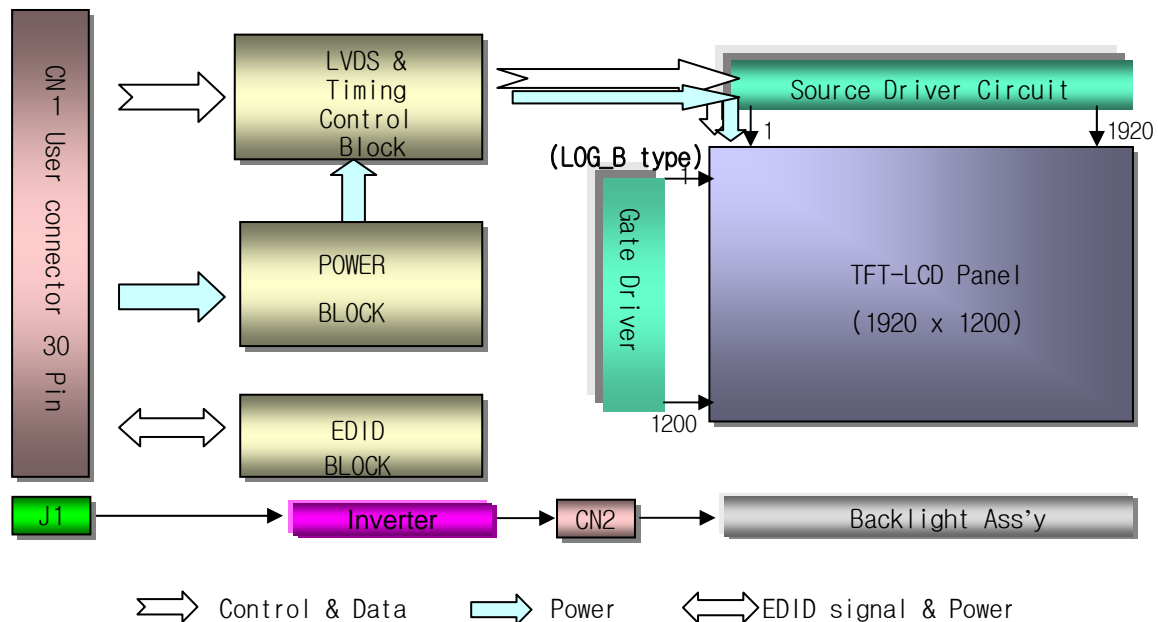 CN-1 User connector 30 Pin
LVDS &
Timing
Control
Block
Source Driver Circuit
1
1920
(LOG_B type)
1
Gate Driver
POWER
BLOCK
TFT-LCD Panel
(1920 x 1200)
1200
EDID
BLOCK
J1
Inverter
CN2
Backlight Ass'y
Control & Data
Power
EDID signal & Power